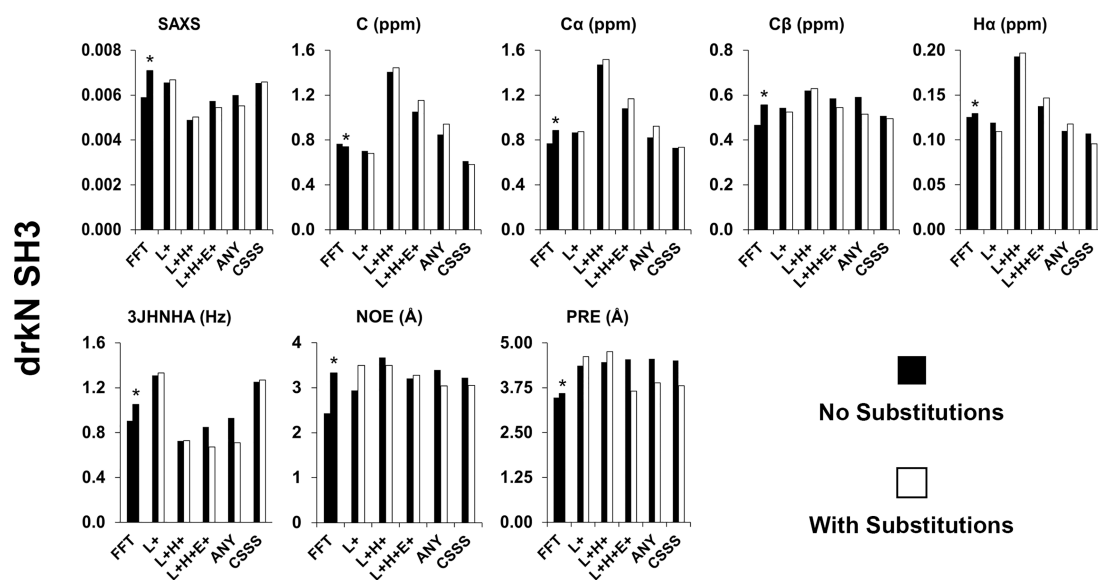 drkN SH3
SAXS
0.008
0.006
0.004
0.002
0.000
*
FFT
L+
L+H+
L+H+E+
ANY
CSSS
C (ppm)
1.6
1.2
0.8
0.4
0.0
*
FFT
L+
L+H+
L+H+E+
ANY
CSSS
Cα (ppm)
1.6
1.2
0.8
0.4
0.0
*
FFT
L+
L+H+
L+H+E+
ANY
CSSS
Cβ (ppm)
0.8
0.6
0.4
0.2
0.0
*
FFT
L+
L+H+
L+H+E+
ANY
CSSS
Hα (ppm)
0.20
0.15
0.10
0.05
0.00
*
FFT
L+
L+H+
L+H+E+
ANY
CSSS
3JHNHA (Hz)
1.6
1.2
0.8
0.4
0.0
*
FFT
L+
L+H+
L+H+E+
ANY
CSSS
NOE (Å)
4
3
2
1
0
*
FFT
L+
L+H+
L+H+E+
ANY
CSSS
PRE (Å)
5.00
3.75
2.50
1.25
0.00
*
FFT
L+
L+H+
L+H+E+
ANY
CSSS
No Substitutions
With Substitutions